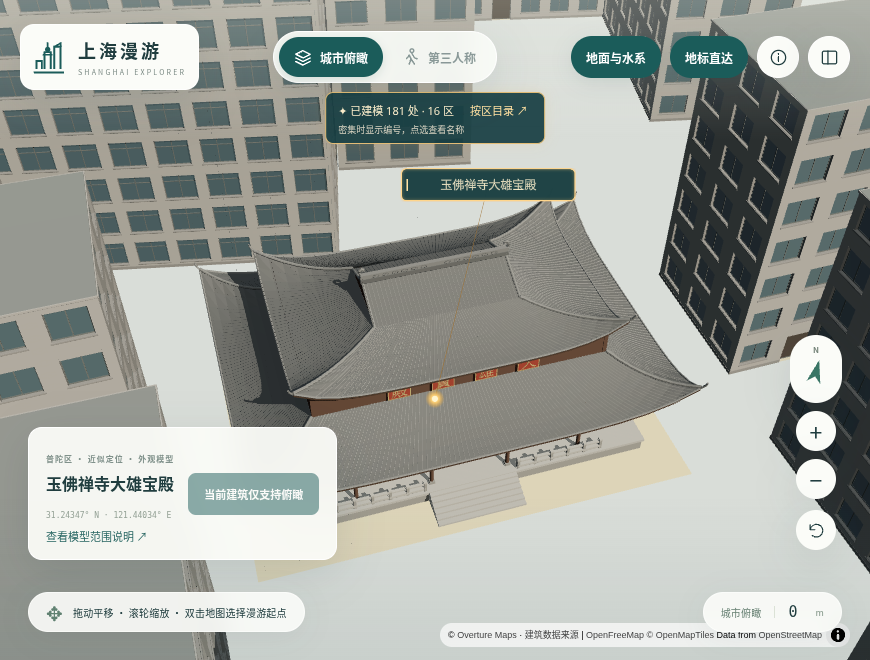 上海漫游
SHANGHAI EXPLORER
城市俯瞰
第三人称
地面与水系
地标直达
✦ 已建模 181 处 · 16 区 按区目录 ↗
密集时显示编号，点选查看名称
玉佛禅寺大雄宝殿
殿
寶
雄
大
N
普陀区 · 近似定位 · 外观模型
玉佛禅寺大雄宝殿
当前建筑仅支持俯瞰
31.24347° N · 121.44034° E
查看模型范围说明 ↗
拖动平移 · 滚轮缩放 · 双击地图选择漫游起点
城市俯瞰 0 m
© Overture Maps · 建筑数据来源 | OpenFreeMap © OpenMapTiles Data from OpenStreetMap